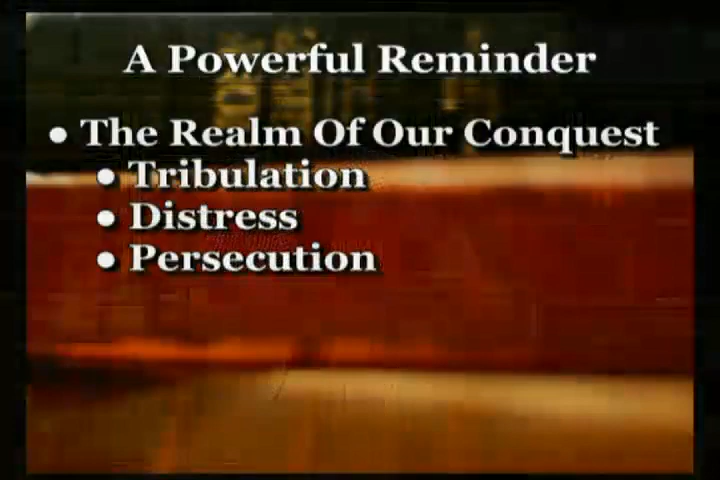 A Powerful Reminder
• The Realm Of Our Conquest
• Tribulation
• Distress
• Persecution